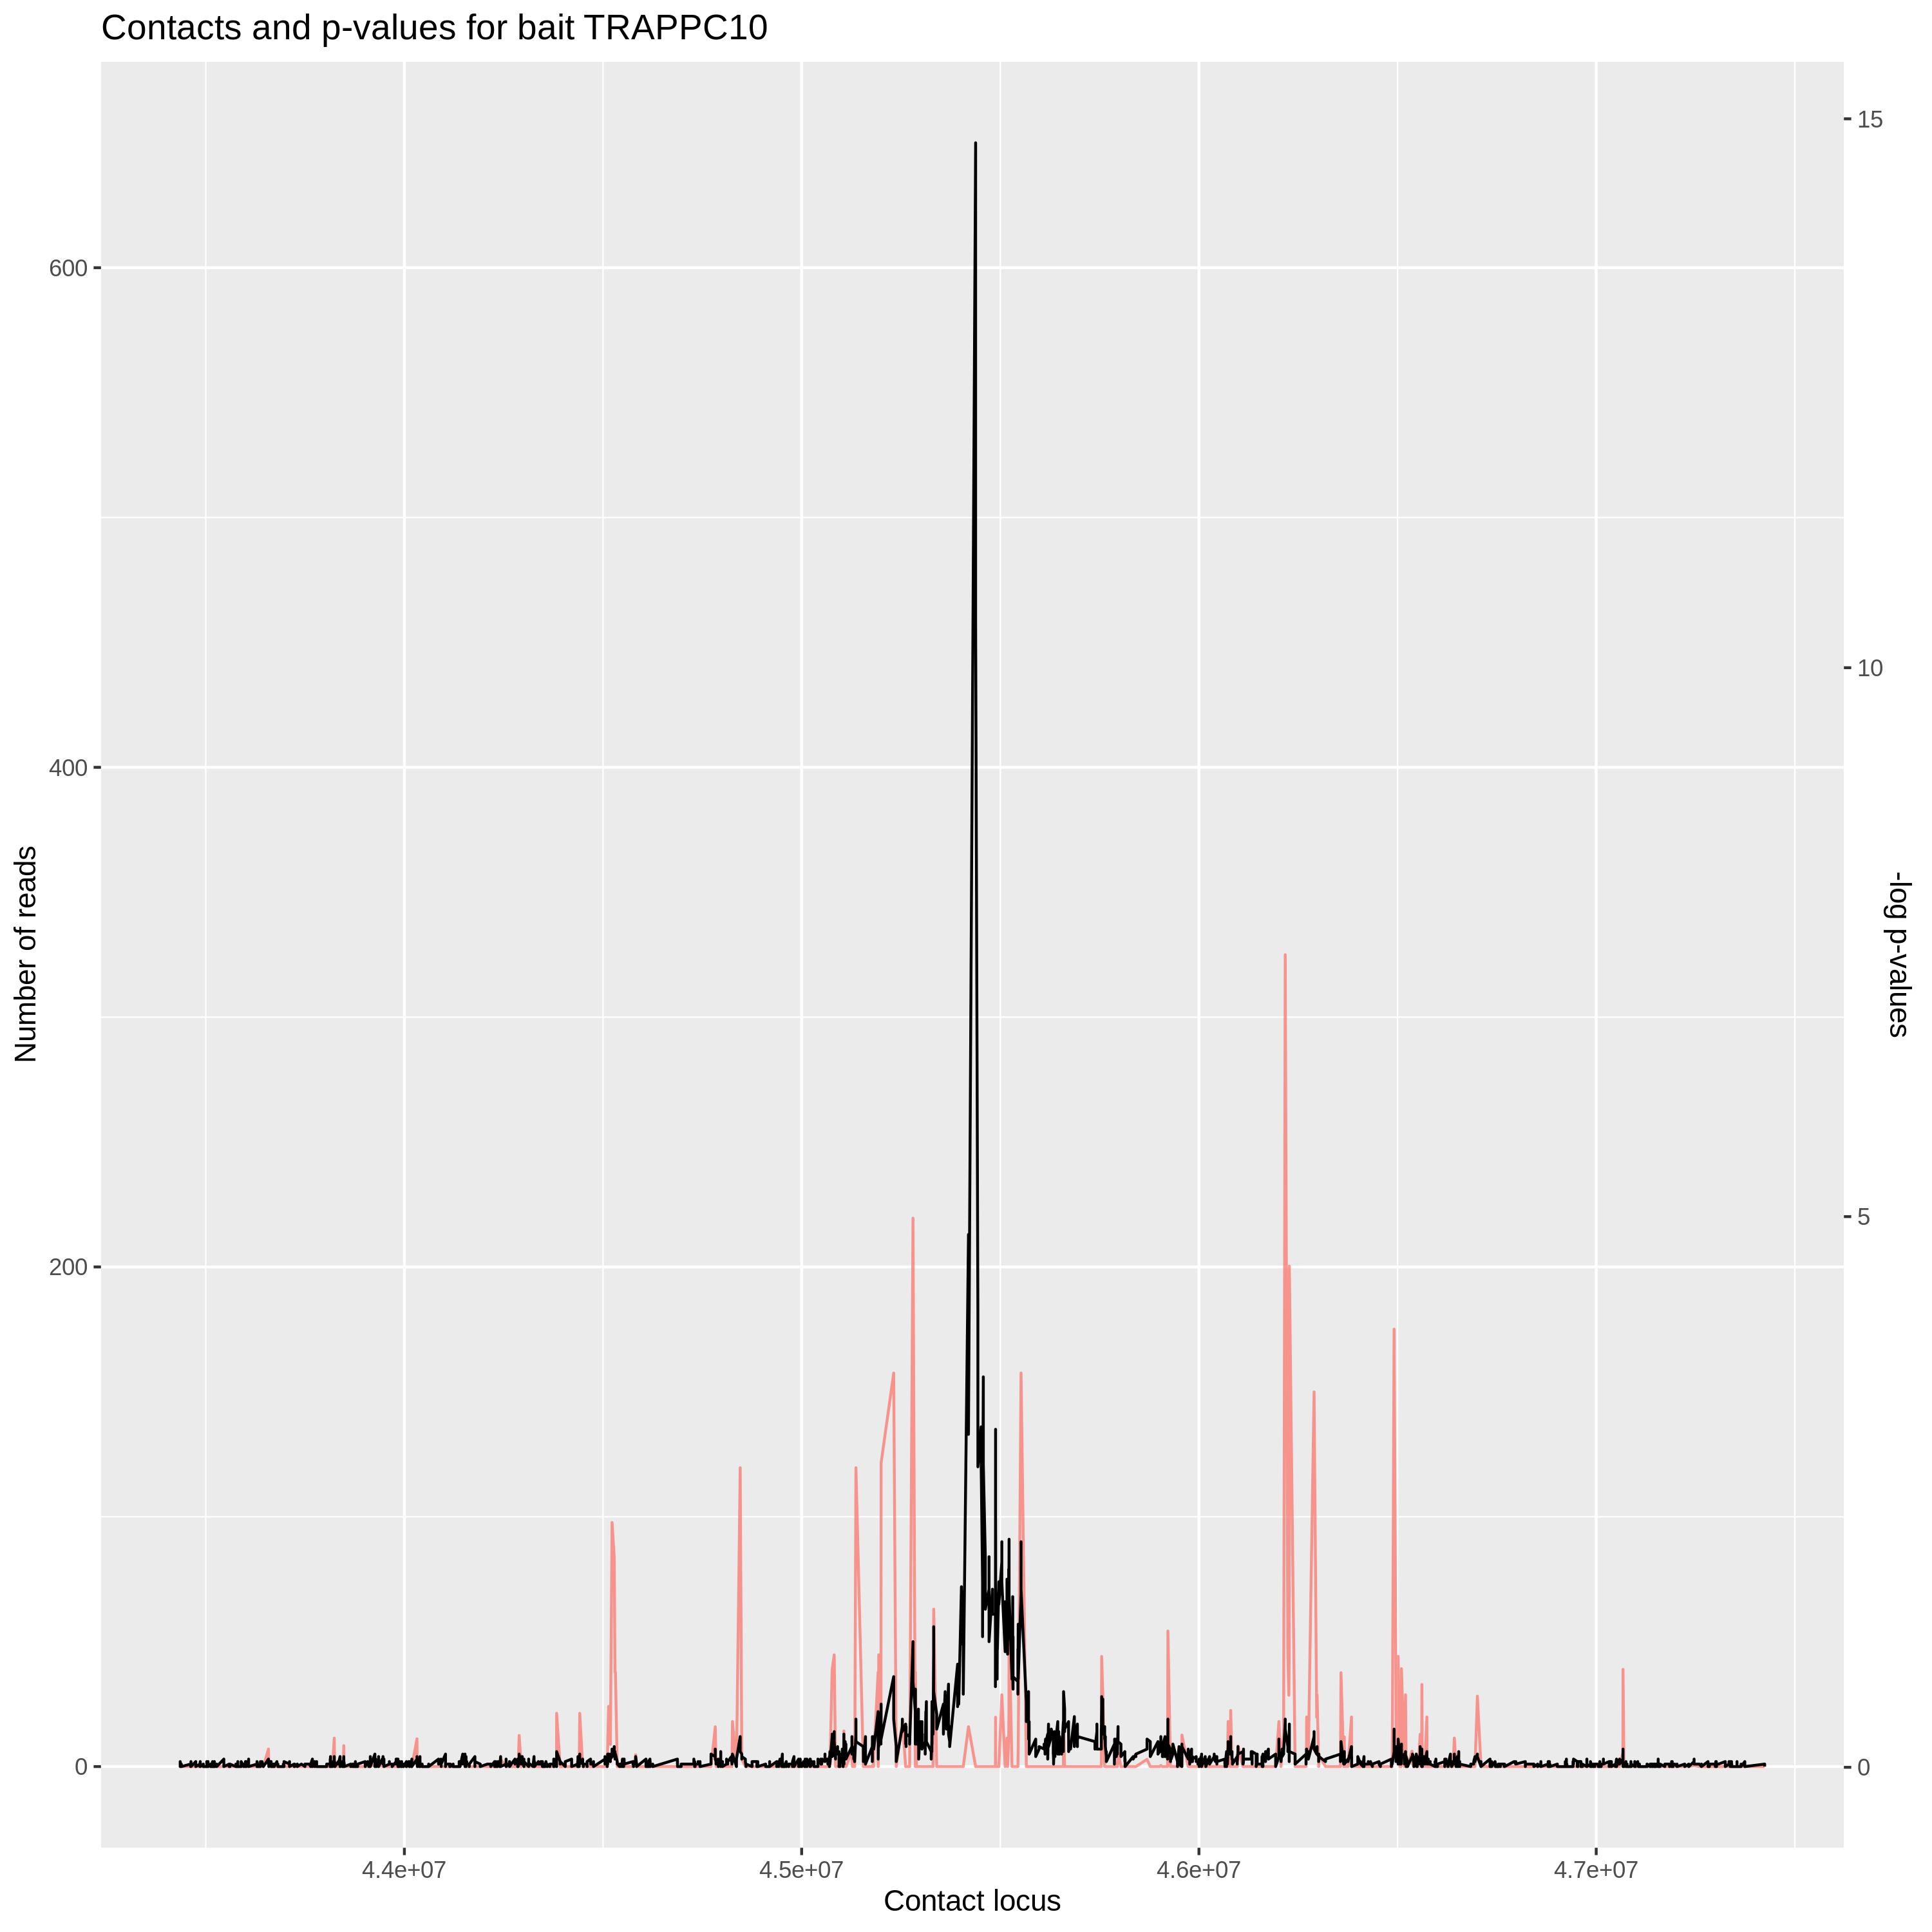 Contacts and p-values for bait TRAPPC10
Number of reads
600
400
200
0
15
10
5
0
-log p-values
4.4e+07
4.5e+07
4.6e+07
4.7e+07
Contact locus